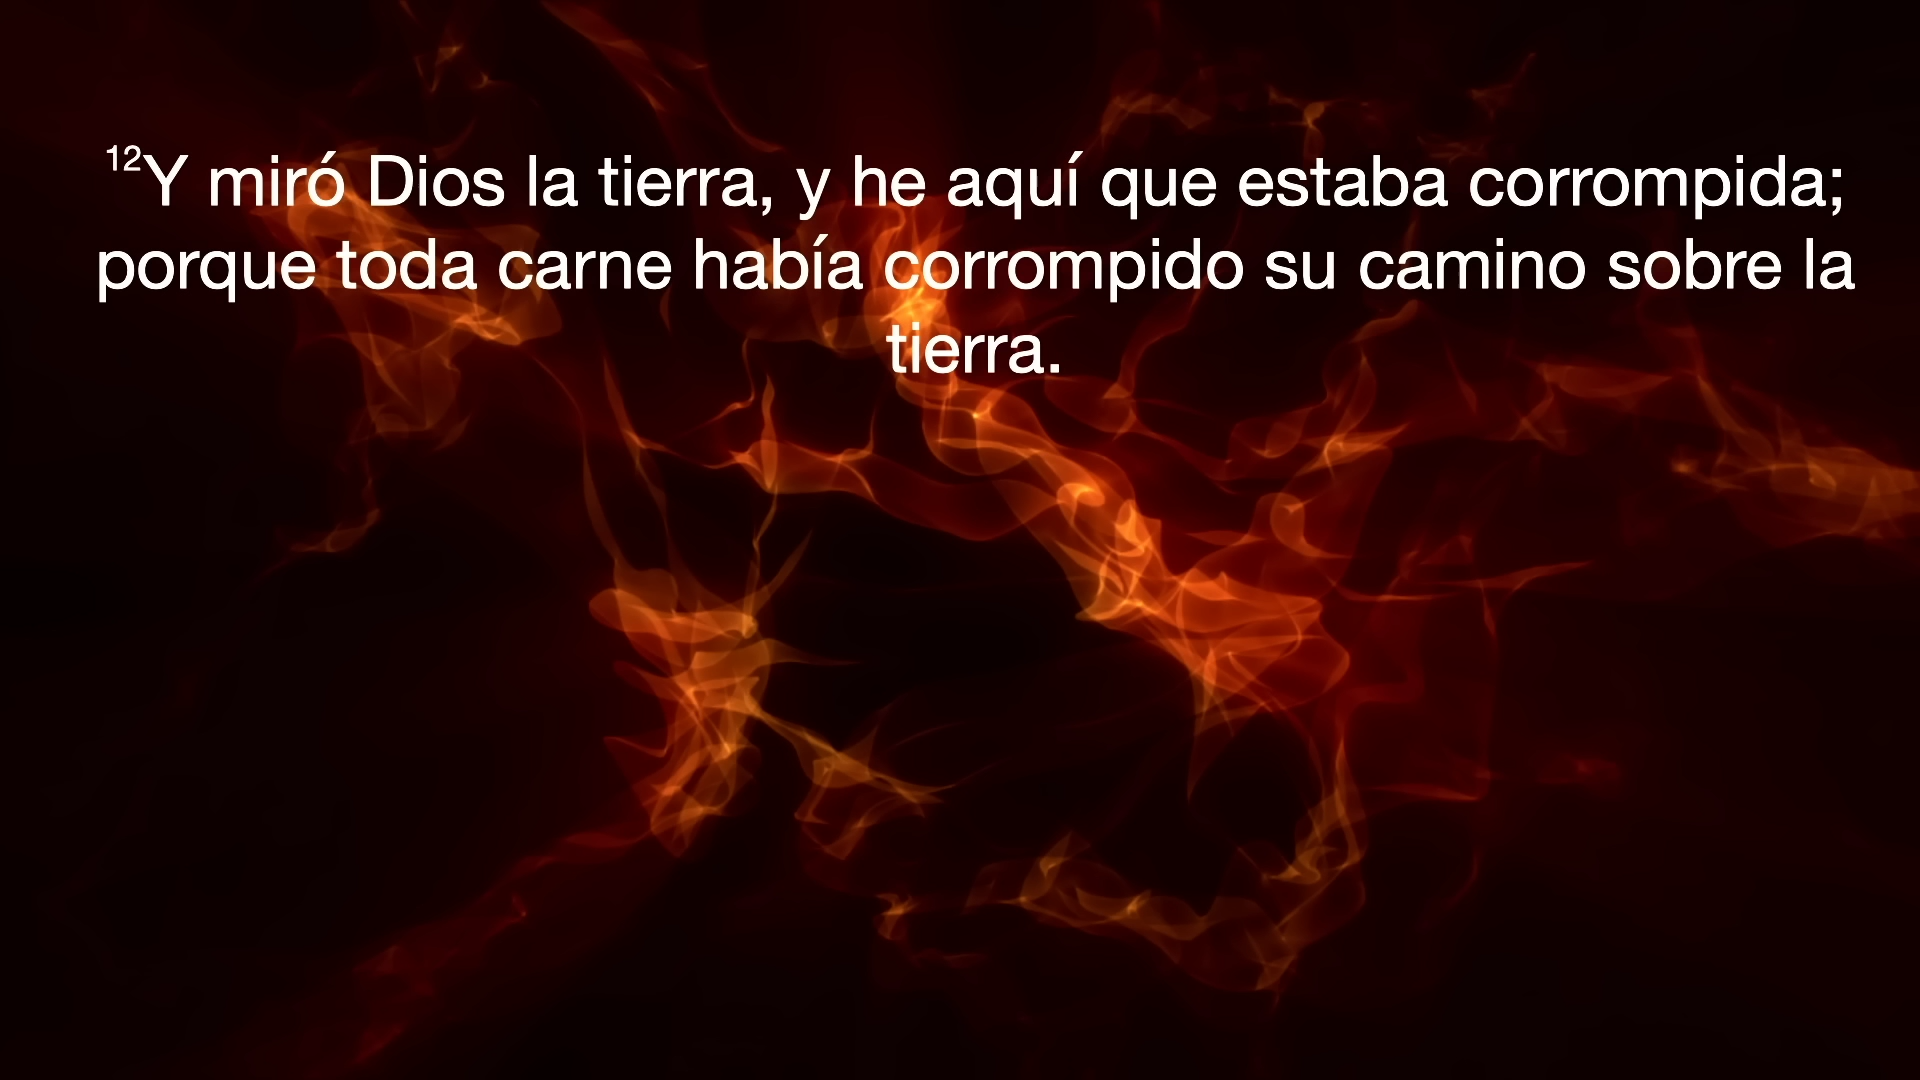 12Y miró Dios la tierra, y he aquí que estaba corrompida;
porque toda carne había corrompido su camino sobre la
tierra.